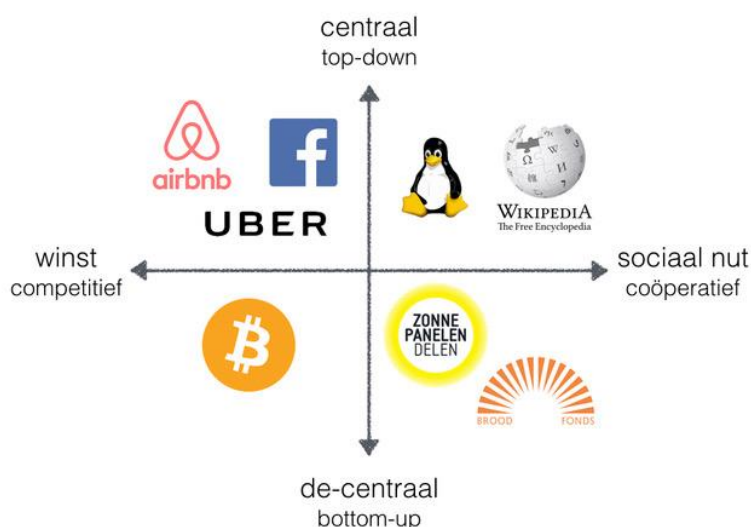 centraal
top-down
airbnb
f
UBER
WIKIPEDIA
The Free Encyclopedia
winst
competitief
sociaal nut
coöperatief
ZONNE
PANELEN
DELEN
BROOD FONDS
de-centraal
bottom-up